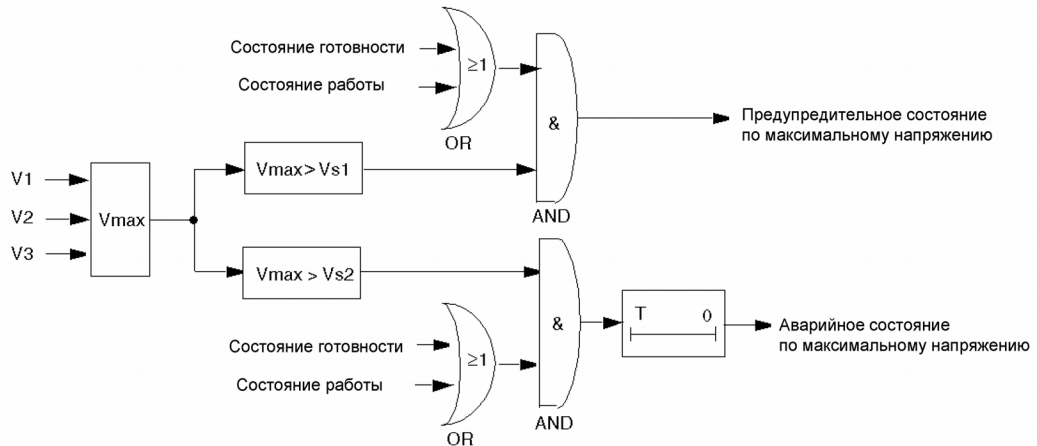 Состояние готовности
Состояние работы
≥1
OR
&
AND
Предупредительное состояние
по максимальному напряжению
V1
V2
V3
Vmax
Vmax>Vs1
Vmax > Vs2
Состояние готовности
Состояние работы
≥1
OR
&
AND
T 0
Аварийное состояние
по максимальному напряжению